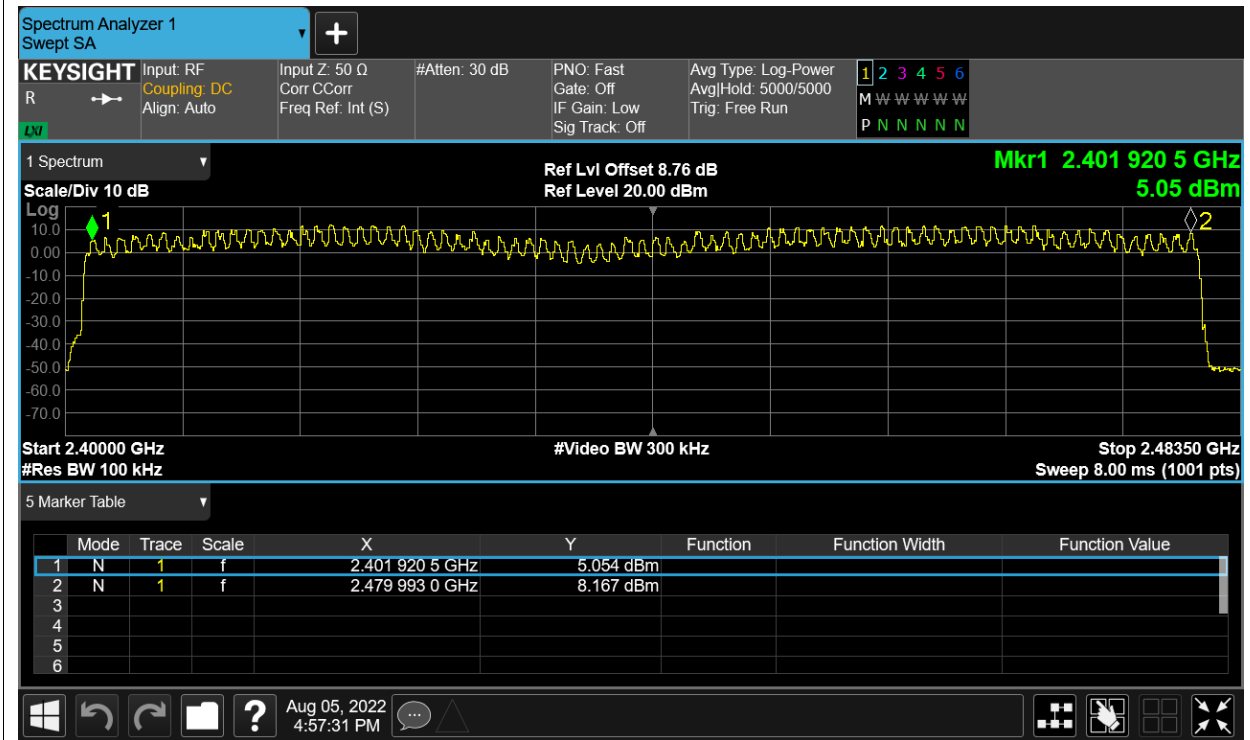 Spectrum Analyzer 1
Swept SA
KEYSIGHT
R
LXI
Input: RF
Coupling: DC
Align: Auto
Input Z: 50 Ω
Corr CCorr
Freq Ref: Int (S)
#Atten: 30 dB
PNO: Fast
Gate: Off
IF Gain: Low
Sig Track: Off
Avg Type: Log-Power
Avg|Hold: 5000/5000
Trig: Free Run
1 2 3 4 5 6
M W W W W W
P N N N N N
1 Spectrum
Scale/Div 10 dB
Ref Lvl Offset 8.76 dB
Ref Level 20.00 dBm
Mkr1 2.401 920 5 GHz
5.05 dBm
Log
10.0
0.00
-10.0
-20.0
-30.0
-40.0
-50.0
-60.0
-70.0
1
2
Start 2.40000 GHz
#Res BW 100 kHz
#Video BW 300 kHz
Stop 2.48350 GHz
Sweep 8.00 ms (1001 pts)
5 Marker Table
Mode Trace Scale X Y Function Function Width Function Value
1 N 1 f 2.401 920 5 GHz 5.054 dBm
2 N 1 f 2.479 993 0 GHz 8.167 dBm
3
4
5
6
?
Aug 05, 2022
4:57:31 PM